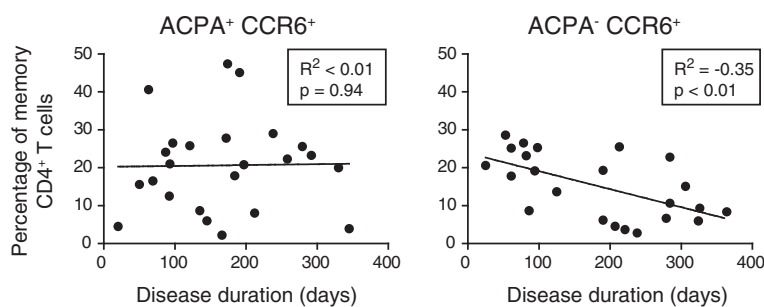 ACPA⁺ CCR6⁺
R² < 0.01
p = 0.94
Percentage of memory
CD4⁺ T cells
50
40
30
20
10
0
0 100 200 300 400
Disease duration (days)
ACPA⁻ CCR6⁺
R² = -0.35
p < 0.01
50
40
30
20
10
0
0 100 200 300 400
Disease duration (days)